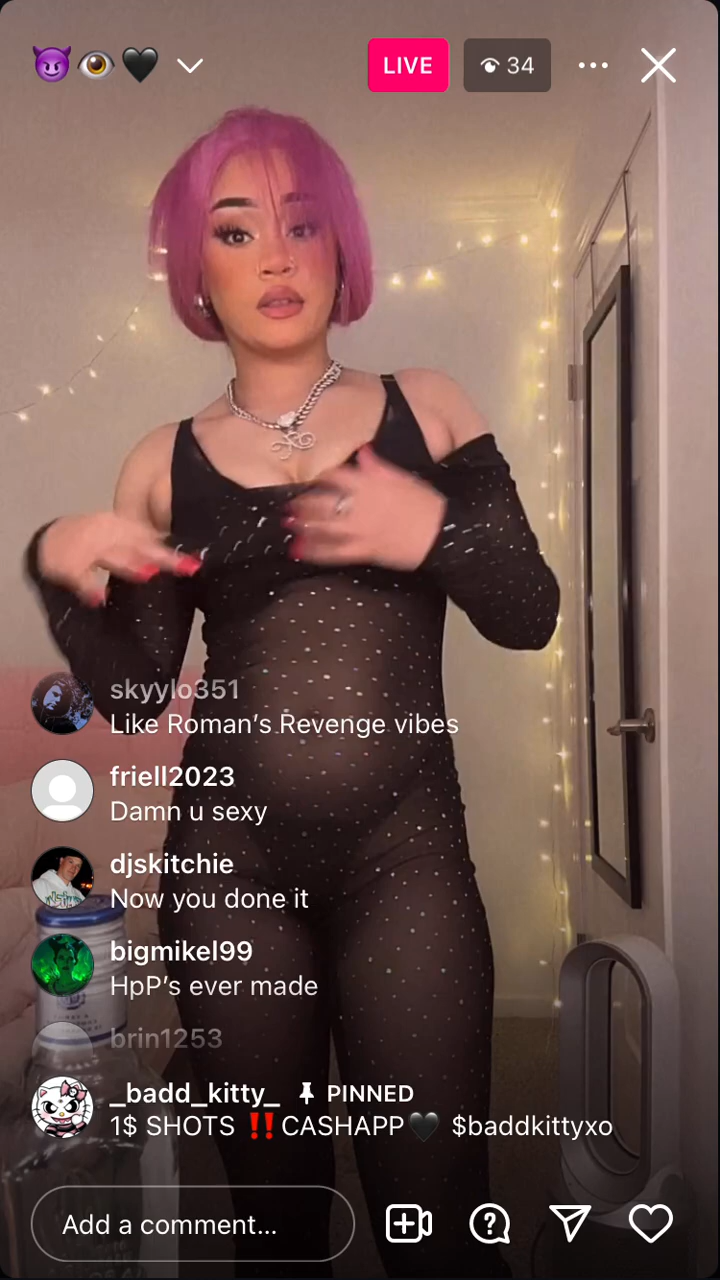 😈👁️🖤
LIVE
34
skyylo351
Like Roman's Revenge vibes
friell2023
Damn u sexy
djskitchie
Now you done it
bigmikel99
HpP's ever made
brin1253
_badd_kitty_ PINNED
1$ SHOTS ‼️CASHAPP🖤 $baddkittyxo
Add a comment...